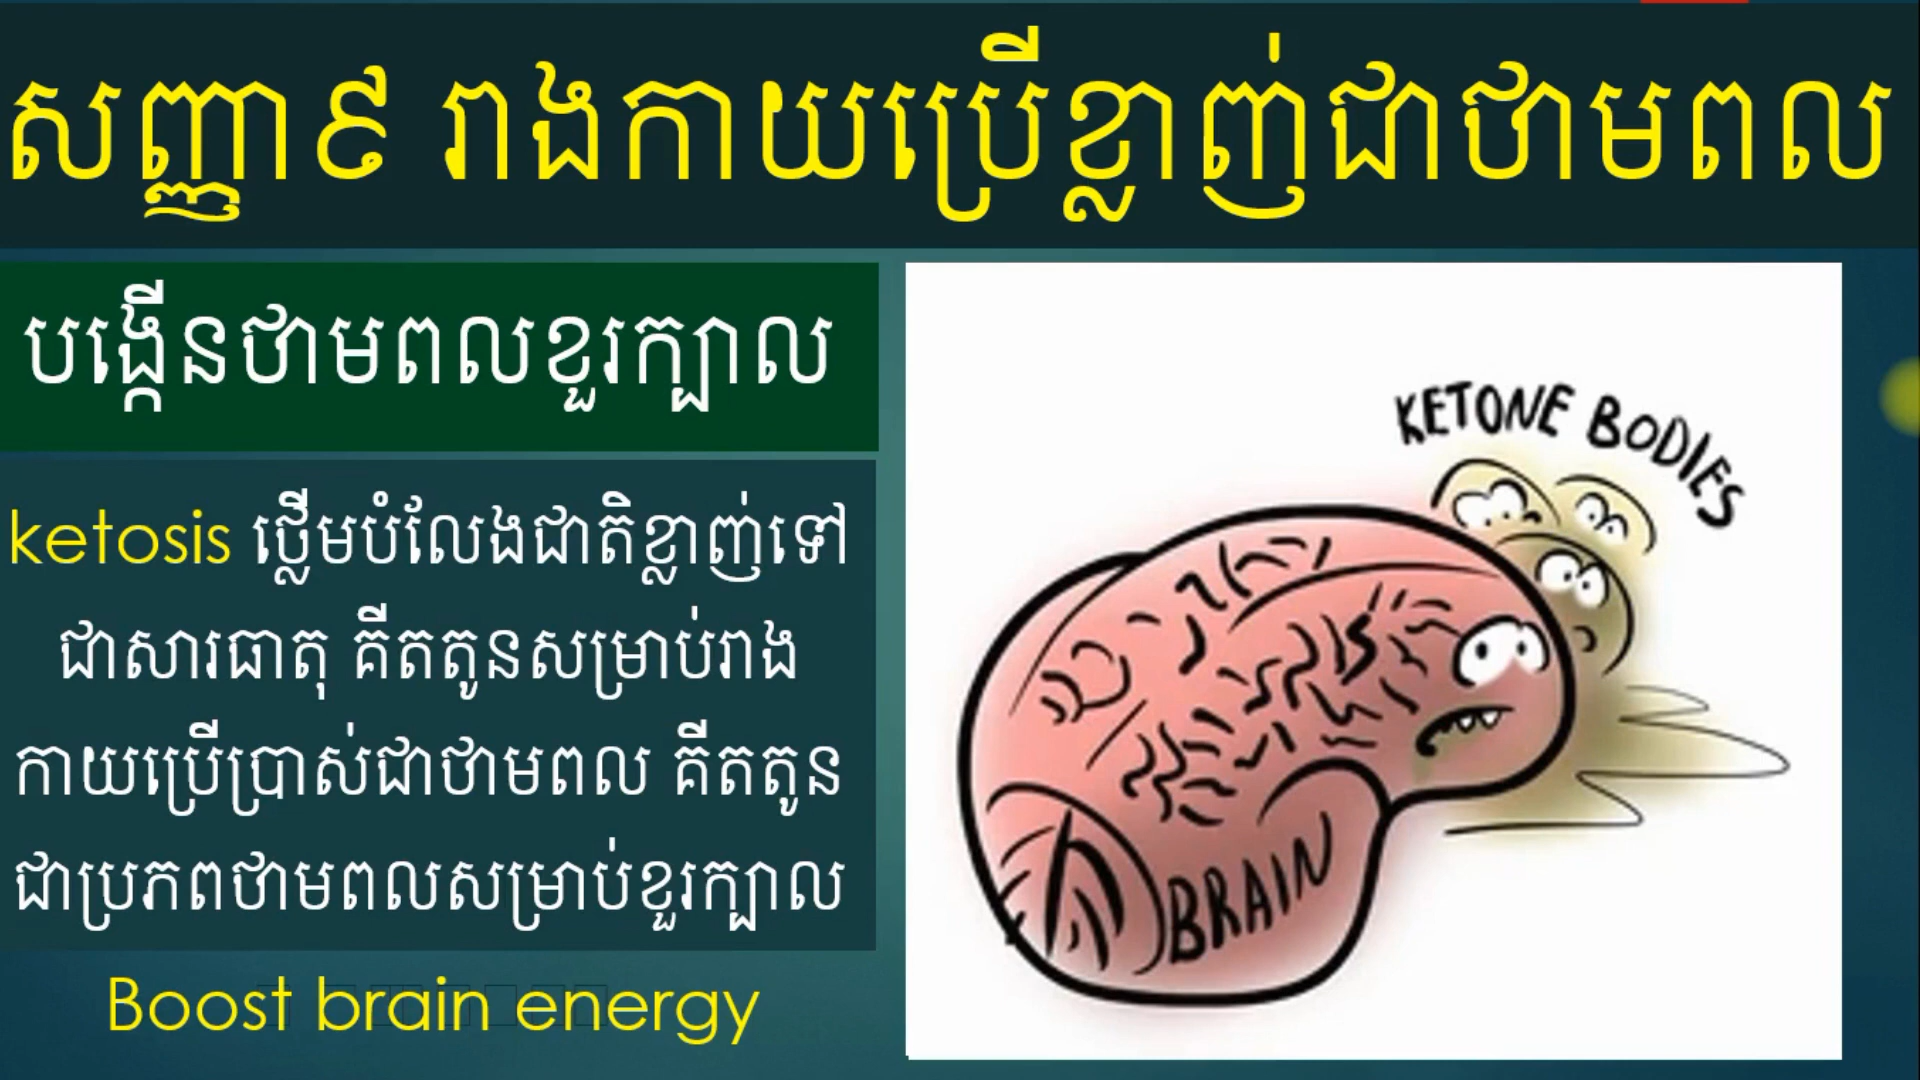 សញ្ញា៩ រាងកាយប្រើខ្លាញ់ជាថាមពល
បង្កើនថាមពលខួរក្បាល
ketosis ថ្លើមបំលែងជាតិខ្លាញ់ទៅ
ជាសារធាតុ គីតតូនសម្រាប់រាង
កាយប្រើប្រាស់ជាថាមពល គីតតូន
ជាប្រភពថាមពលសម្រាប់ខួរក្បាល
Boost brain energy
KETONE BODIES
BRAIN